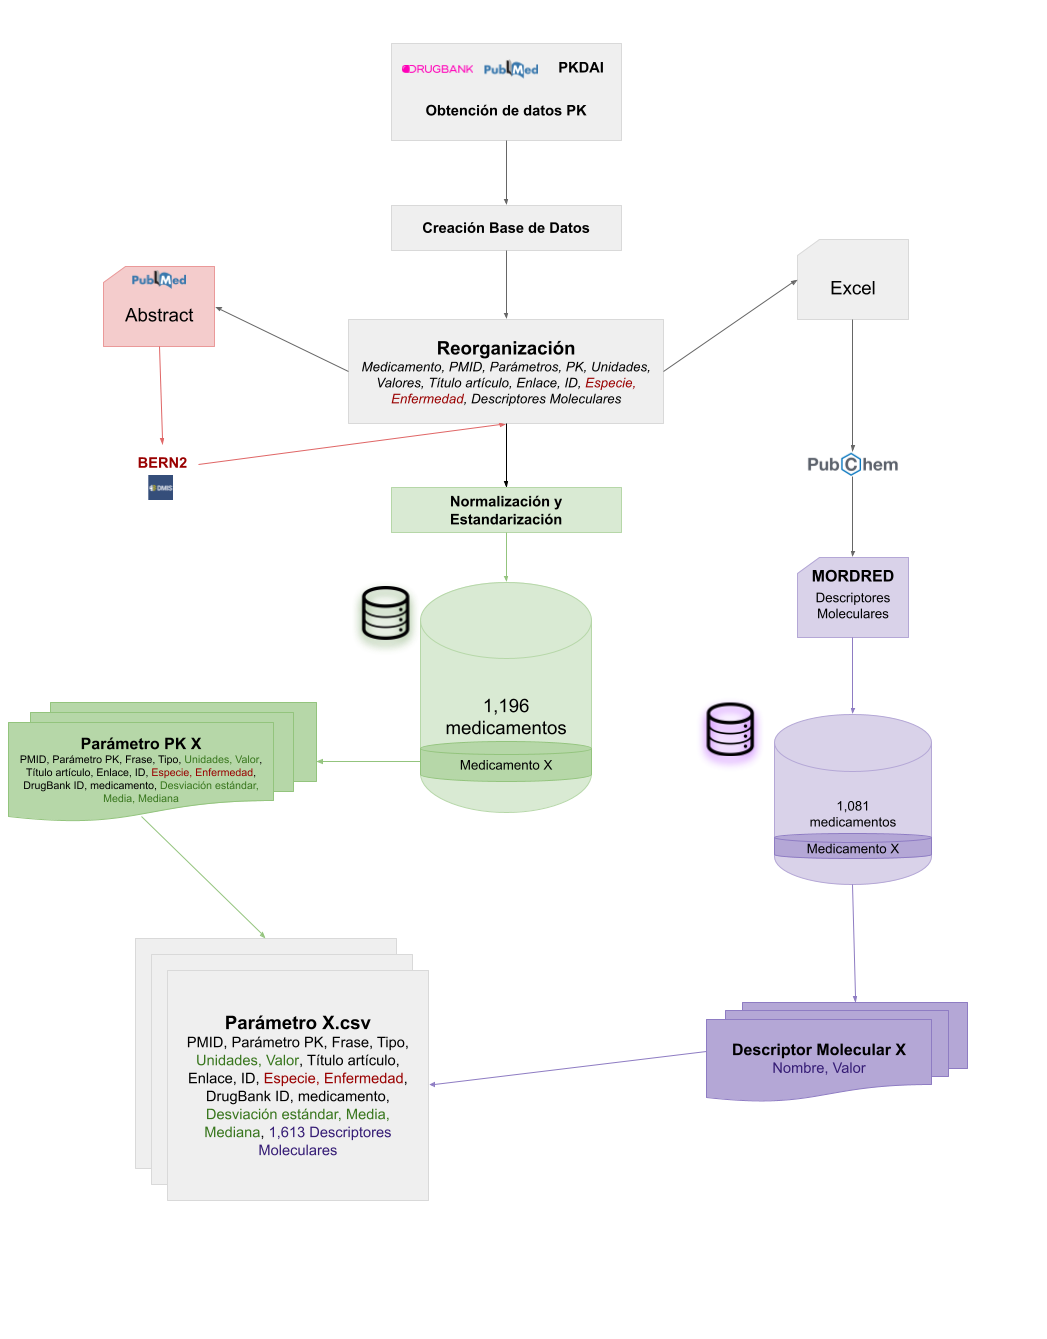 DRUGBANK PubMed PKDAI
Obtención de datos PK
Creación Base de Datos
PubMed
Abstract
Excel
Reorganización
Medicamento, PMID, Parámetros, PK, Unidades,
Valores, Título artículo, Enlace, ID, Especie,
Enfermedad, Descriptores Moleculares
BERN2
DMIS
PubChem
Normalización y
Estandarización
MORDRED
Descriptores
Moleculares
1,196
medicamentos
Medicamento X
Parámetro PK X
PMID, Parámetro PK, Frase, Tipo, Unidades, Valor,
Título artículo, Enlace, ID, Especie, Enfermedad,
DrugBank ID, medicamento, Desviación estándar,
Media, Mediana
1,081
medicamentos
Medicamento X
Parámetro X.csv
PMID, Parámetro PK, Frase, Tipo,
Unidades, Valor, Título artículo,
Enlace, ID, Especie, Enfermedad,
DrugBank ID, medicamento,
Desviación estándar, Media,
Mediana, 1,613 Descriptores
Moleculares
Descriptor Molecular X
Nombre, Valor